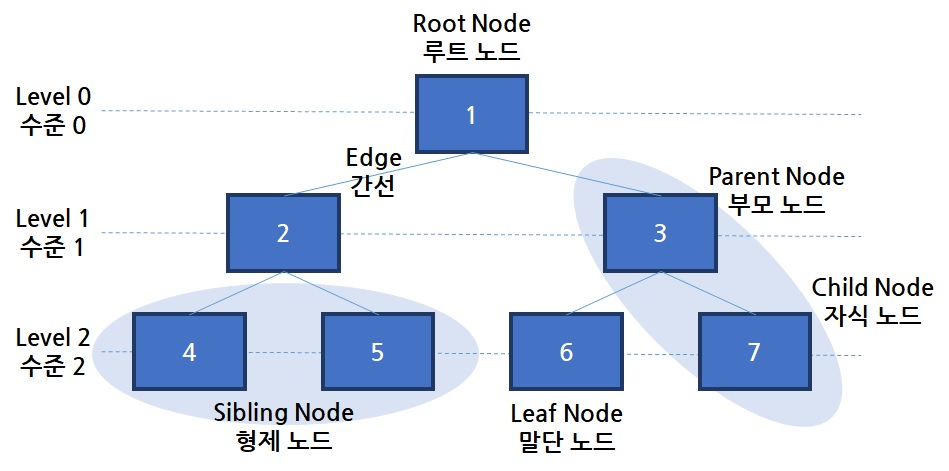 Root Node
루트 노드
Level 0
수준 0
1
Edge
간선
Parent Node
부모 노드
Level 1
수준 1
2
3
Child Node
자식 노드
Level 2
수준 2
4
5
6
7
Sibling Node
형제 노드
Leaf Node
말단 노드